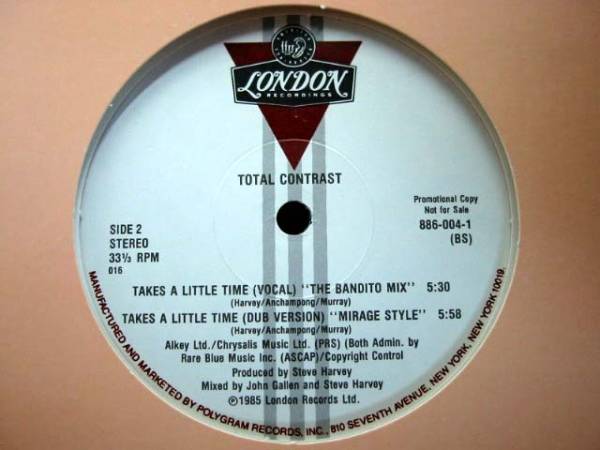 LONDON
RECORDINGS
TOTAL CONTRAST
Promotional Copy
Not for Sale
886-004-1
(BS)
SIDE 2
STEREO
33⅓ RPM
016
TAKES A LITTLE TIME (VOCAL) "THE BANDITO MIX" 5:30
(Harvey/Anchampong/Murray)
TAKES A LITTLE TIME (DUB VERSION) "MIRAGE STYLE" 5:58
(Harvey/Anchampong/Murray)
Alkey Ltd./Chrysalis Music Ltd. (PRS) (Both Admin. by
Rare Blue Music Inc. (ASCAP)/Copyright Control
Produced by Steve Harvey
Mixed by John Gallen and Steve Harvey
℗1985 London Records Ltd.
MANUFACTURED AND MARKETED BY POLYGRAM RECORDS, INC., 810 SEVENTH AVENUE, NEW YORK, NEW YORK 10019.